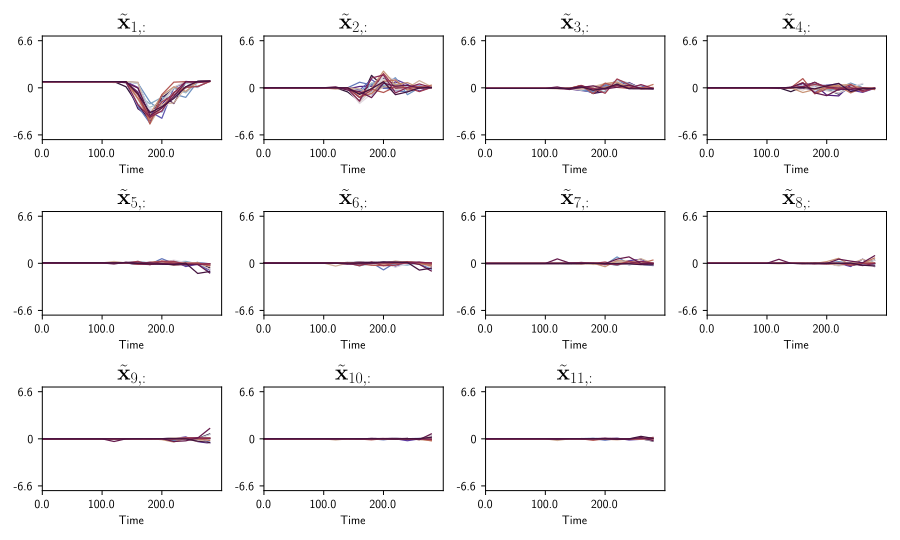 x̃1,: x̃2,: x̃3,: x̃4,:
6.6 6.6 6.6 6.6
0 0 0 0
-6.6 -6.6 -6.6 -6.6
0.0 100.0 200.0 0.0 100.0 200.0 0.0 100.0 200.0 0.0 100.0 200.0
Time Time Time Time
x̃5,: x̃6,: x̃7,: x̃8,:
6.6 6.6 6.6 6.6
0 0 0 0
-6.6 -6.6 -6.6 -6.6
0.0 100.0 200.0 0.0 100.0 200.0 0.0 100.0 200.0 0.0 100.0 200.0
Time Time Time Time
x̃9,: x̃10,: x̃11,:
6.6 6.6 6.6
0 0 0
-6.6 -6.6 -6.6
0.0 100.0 200.0 0.0 100.0 200.0 0.0 100.0 200.0
Time Time Time